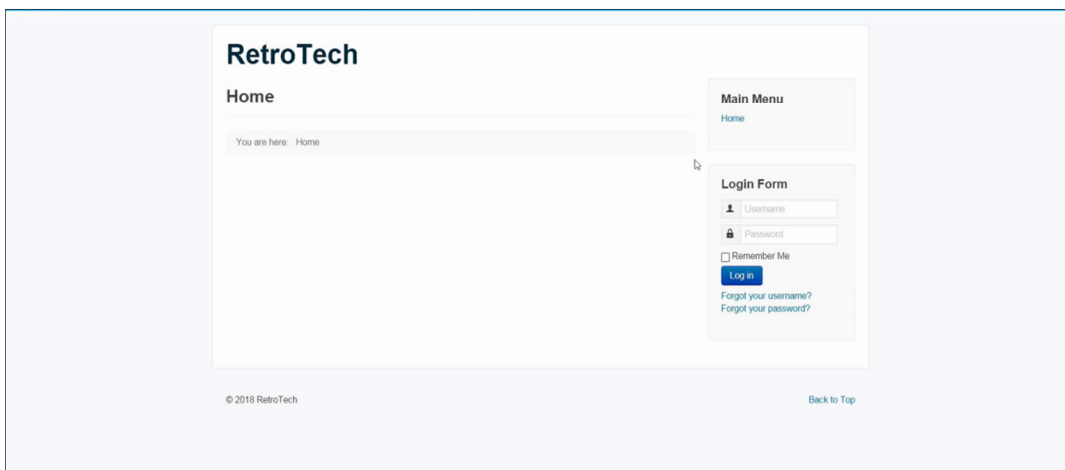 RetroTech
Home
You are here: Home
Main Menu
Home
Login Form
Username
Password
Remember Me
Log in
Forgot your username?
Forgot your password?
© 2018 RetroTech
Back to Top